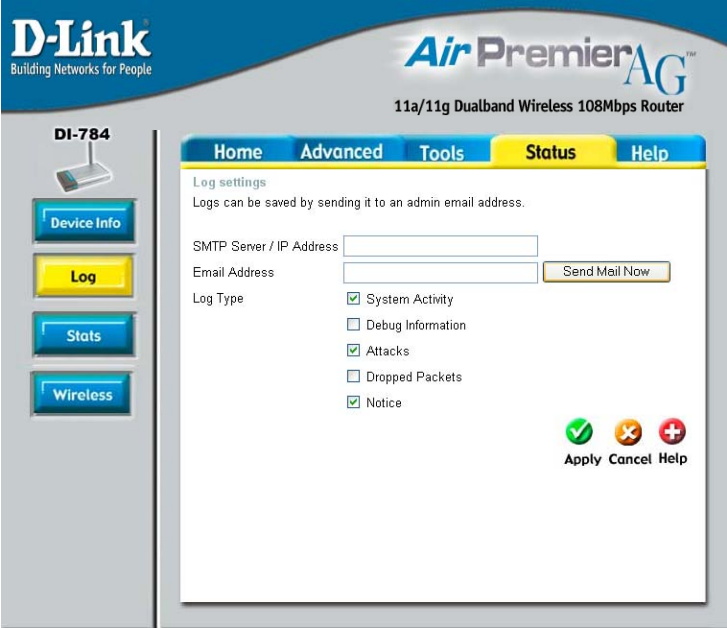 D-Link
Building Networks for People
Air PremierAG™
11a/11g Dualband Wireless 108Mbps Router
DI-784
Home Advanced Tools Status Help
Device Info
Log
Stats
Wireless
Log settings
Logs can be saved by sending it to an admin email address.
SMTP Server / IP Address
Email Address Send Mail Now
Log Type System Activity
Debug Information
Attacks
Dropped Packets
Notice
Apply Cancel Help